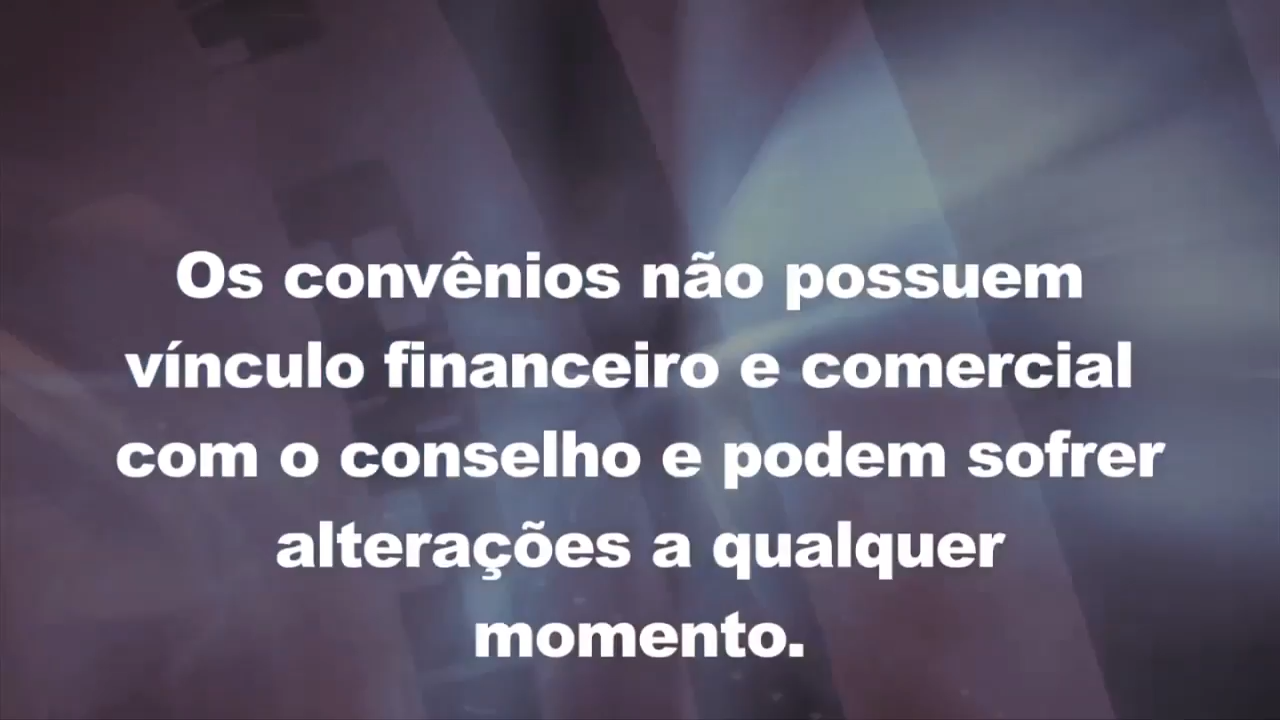 Os convênios não possuem
vínculo financeiro e comercial
com o conselho e podem sofrer
alterações a qualquer
momento.